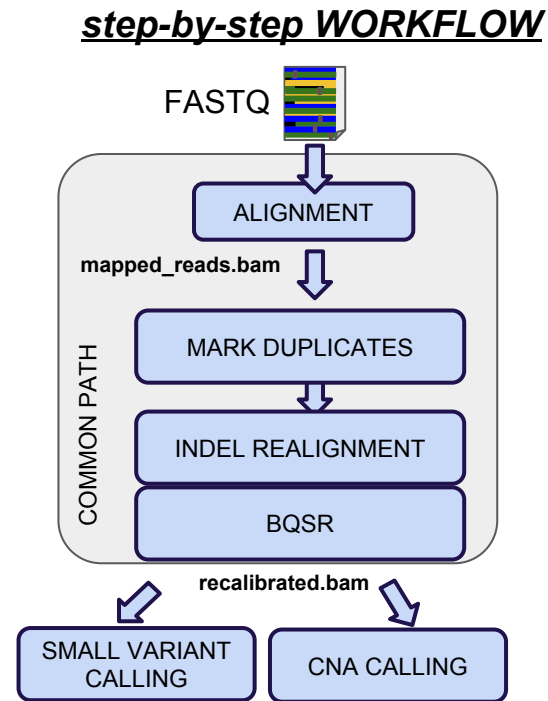 step-by-step WORKFLOW
FASTQ
ALIGNMENT
mapped_reads.bam
MARK DUPLICATES
INDEL REALIGNMENT
BQSR
COMMON PATH
recalibrated.bam
SMALL VARIANT
CALLING
CNA CALLING